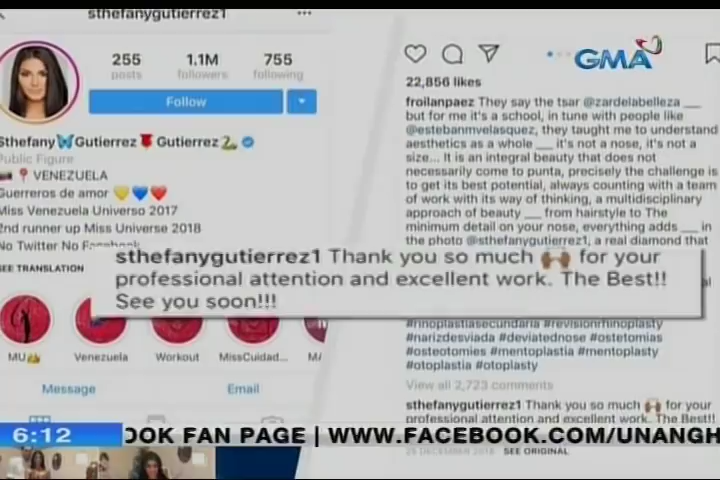 sthefanygutierrez1
255
posts
1.1M
followers
755
following
Follow
Sthefany Gutierrez Gutierrez
Public Figure
VENEZUELA
Guerreros de amor
Miss Venezuela Universo 2017
2nd runner up Miss Universe 2018
No Twitter No
SEE TRANSLATION
MU
Venezuela
Workout
MissCuidad...
MA
Message
Email
GMA
22,856 likes
froilanpaez They say the tsar @zardelabelleza __
but for me it's a school, in tune with people like
@estebanmvelasquez, they taught me to understand
aesthetics as a whole __ it's not a nose, it's not a
size... It is integral beauty that does not
necessarily come to punta, precisely the challenge is
to get its best potential, always counting with a team
of work with its way of thinking, a multidisciplinary
approach of beauty __ from hairstyle to The
minimum detail on your nose, everything adds __ in
the photo @sthefanygutierrez1, a real diamond that
sthefanygutierrez1 Thank you so much for your
professional attention and excellent work. The Best!!
See you soon!!!
#rinoplastiasecundaria #revisionrhinoplasty
#narizdesviada #deviatednose #ostetomias
#osteotomies #mentoplastia #mentoplasty
#otoplastia #otoplasty
View all 2,723 comments
sthefanygutierrez1 Thank you so much for your
professional attention and excellent work. The Best!!
SEE ORIGINAL
6:12
OOK FAN PAGE | WWW.FACEBOOK.COM/UNANGH